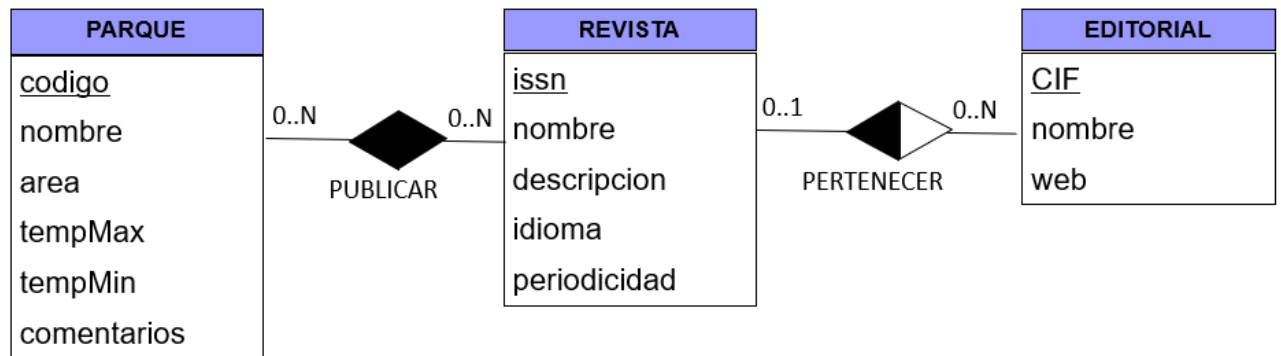 PARQUE
codigo
nombre
area
tempMax
tempMin
comentarios
0..N
PUBLICAR
0..N
REVISTA
issn
nombre
descripcion
idioma
periodicidad
0..1
PERTENECER
0..N
EDITORIAL
CIF
nombre
web